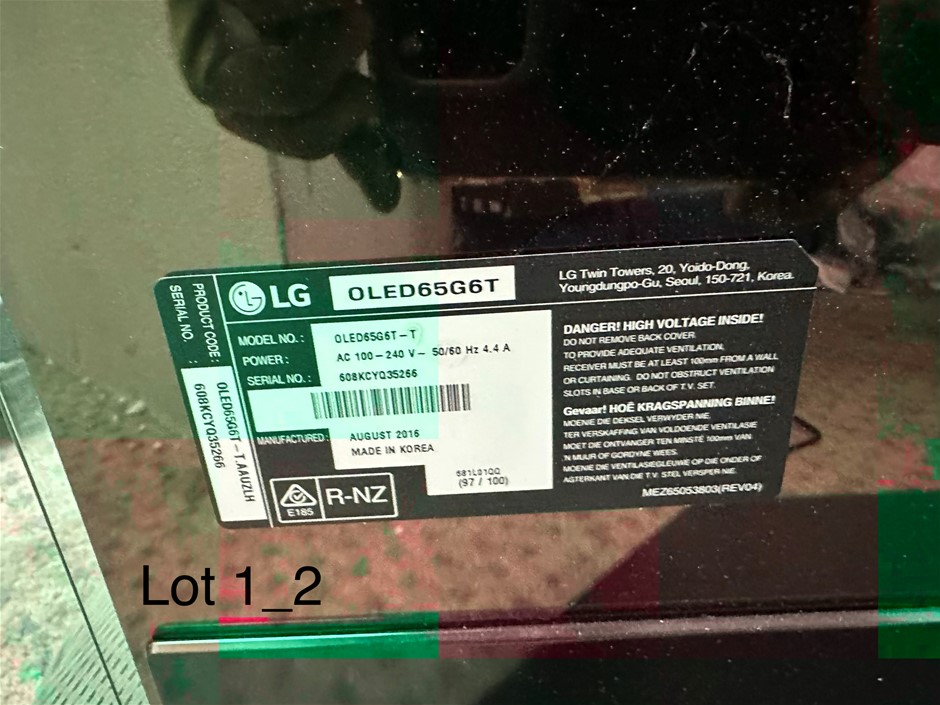 LG
OLED65G6T
LG Twin Towers, 20, Yoido-Dong,
Youngdungpo-Gu, Seoul, 150-721, Korea.
PRODUCT CODE:
SERIAL NO. :
OLED65G6T-T.AAUZLH
608KCYQ35266
MODEL NO. : OLED65G6T-T
POWER : AC 100-240 V~ 50/60 Hz 4.4 A
SERIAL NO. : 608KCYQ35266
MANUFACTURED : AUGUST 2016
MADE IN KOREA
681L01QQ
(97 / 100)
E185
R-NZ
DANGER! HIGH VOLTAGE INSIDE!
DO NOT REMOVE BACK COVER.
TO PROVIDE ADEQUATE VENTILATION,
RECEIVER MUST BE AT LEAST 100mm FROM A WALL
OR CURTAINING. DO NOT OBSTRUCT VENTILATION
SLOTS IN BASE OR BACK OF T.V. SET.
Gevaar! HOË KRAGSPANNING BINNE!
MOENIE DIE DEKSEL VERWYDER NIE.
TER VERSKAFFING VAN VOLDOENDE VENTILASIE
MOET DIE ONTVANGER TEN MINSTE 100mm VAN
'N MUUR OF GORDYNE WEES.
MOENIE DIE VENTILASIEGLEUWE OP DIE ONDER OF
AGTERKANT VAN DIE T.V. STEL VERSPER NIE.
MEZ65053803(REV04)
Lot 1_2